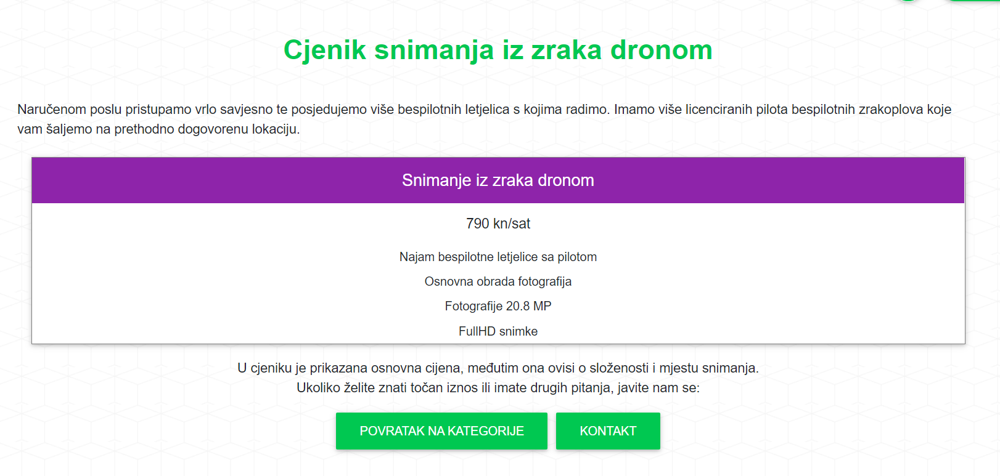 Cjenik snimanja iz zraka dronom
Naručenom poslu pristupamo vrlo savjesno te posjedujemo više bespilotnih letjelica s kojima radimo. Imamo više licenciranih pilota bespilotnih zrakoplova koje
vam šaljemo na prethodno dogovorenu lokaciju.
Snimanje iz zraka dronom
790 kn/sat
Najam bespilotne letjelice sa pilotom
Osnovna obrada fotografija
Fotografije 20.8 MP
FullHD snimke
U cjeniku je prikazana osnovna cijena, međutim ona ovisi o složenosti i mjestu snimanja.
Ukoliko želite znati točan iznos ili imate drugih pitanja, javite nam se:
POVRATAK NA KATEGORIJE
KONTAKT